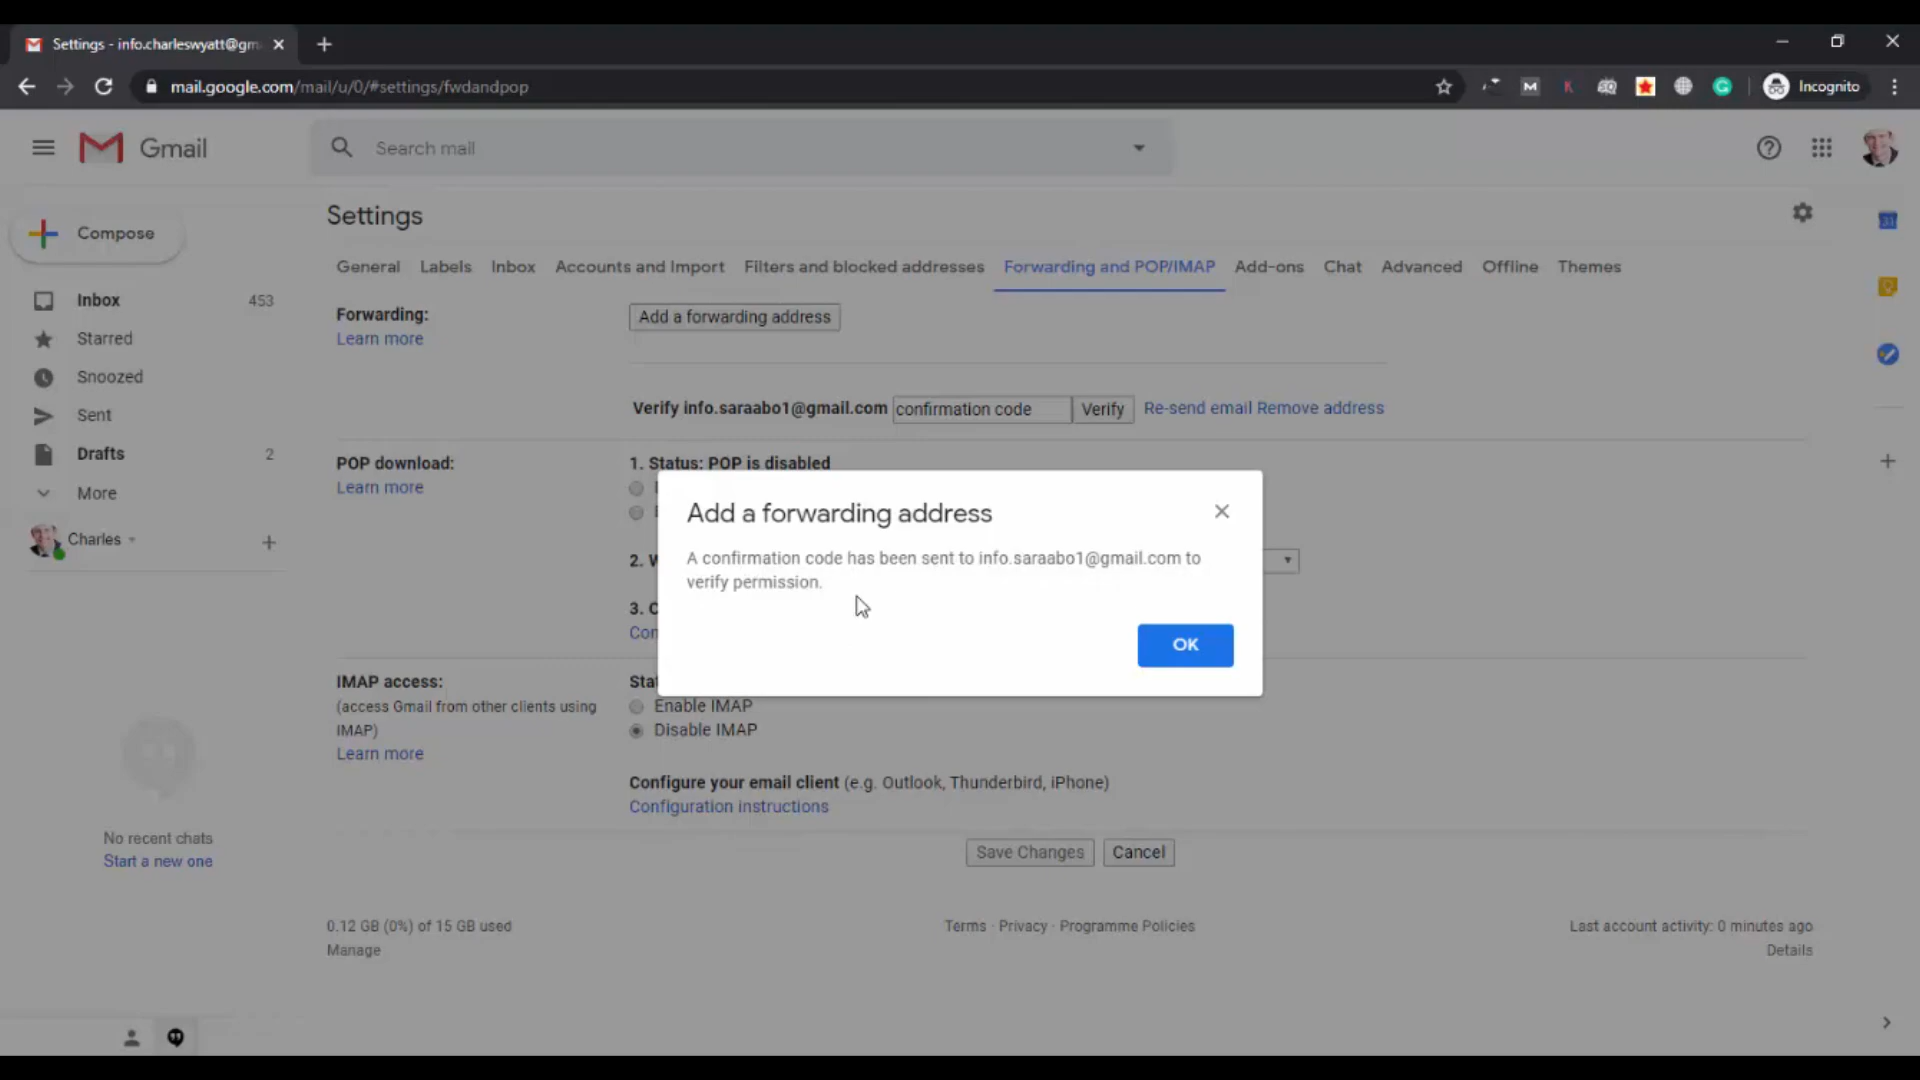 Settings - info.charleswyatt@gm
mail.google.com/mail/u/0/#settings/fwdandpop
Incognito
Gmail
Search mail
Compose
Inbox 453
Starred
Snoozed
Sent
Drafts 2
More
Charles
No recent chats
Start a new one
Settings
General Labels Inbox Accounts and Import Filters and blocked addresses Forwarding and POP/IMAP Add-ons Chat Advanced Offline Themes
Forwarding:
Learn more
Add a forwarding address
Verify info.saraabo1@gmail.com confirmation code Verify Re-send email Remove address
POP download:
Learn more
1. Status: POP is disabled
2. W
3. C
Con
Add a forwarding address
A confirmation code has been sent to info.saraabo1@gmail.com to
verify permission.
OK
IMAP access:
(access Gmail from other clients using
IMAP)
Learn more
Stat
Enable IMAP
Disable IMAP
Configure your email client (e.g. Outlook, Thunderbird, iPhone)
Configuration instructions
Save Changes Cancel
0.12 GB (0%) of 15 GB used
Manage
Terms · Privacy · Programme Policies
Last account activity: 0 minutes ago
Details